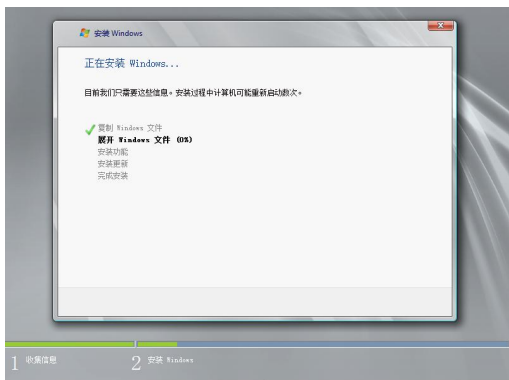 安装 Windows
正在安装 Windows...
目前我们只需要这些信息。安装过程中计算机可能重新启动数次。
复制 Windows 文件
展开 Windows 文件 (0%)
安装功能
安装更新
完成安装
1 收集信息
2 安装 Windows